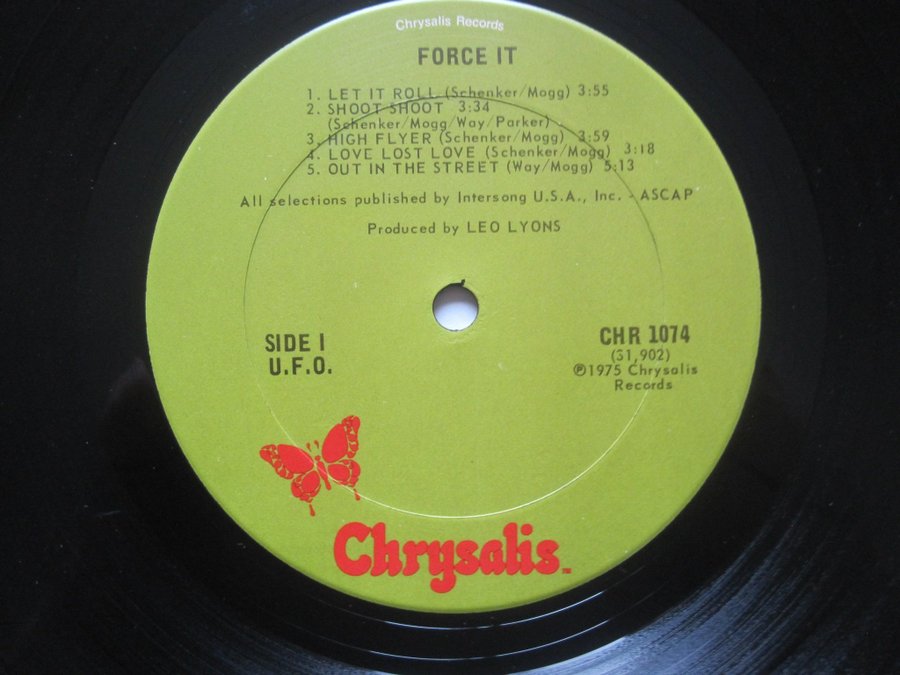 Chrysalis Records
FORCE IT
1. LET IT ROLL (Schenker/Mogg) 3:55
2. SHOOT SHOOT 3:34
(Schenker/Mogg/Way/Parker)
3. HIGH FLYER (Schenker/Mogg) 3:59
4. LOVE LOST LOVE (Schenker/Mogg) 3:18
5. OUT IN THE STREET (Way/Mogg) 5:13
All selections published by Intersong U.S.A., Inc. - ASCAP
Produced by LEO LYONS
SIDE I
U.F.O.
CHR 1074
(31,902)
℗1975 Chrysalis
Records
Chrysalis™